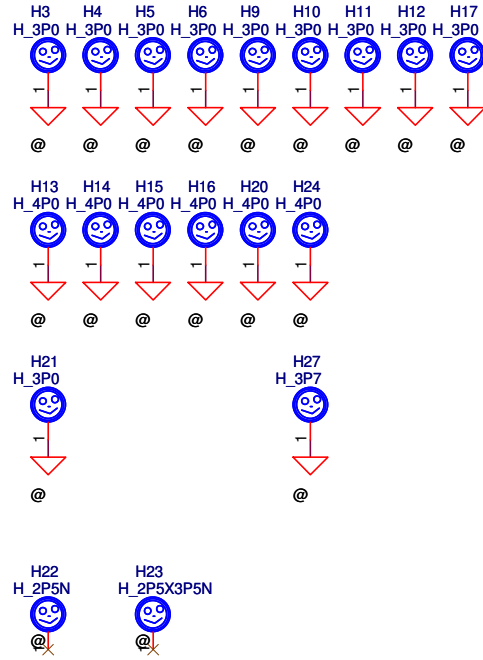 H3 H4 H5 H6 H9 H10 H11 H12 H17
H_3P0 H_3P0 H_3P0 H_3P0 H_3P0 H_3P0 H_3P0 H_3P0 H_3P0
1 1 1 1 1 1 1 1 1
@ @ @ @ @ @ @ @ @
H13 H14 H15 H16 H20 H24
H_4P0 H_4P0 H_4P0 H_4P0 H_4P0 H_4P0
1 1 1 1 1 1
@ @ @ @ @ @
H21 H27
H_3P0 H_3P7
1 1
@ @
H22 H23
H_2P5N H_2P5X3P5N
@ @
1 1